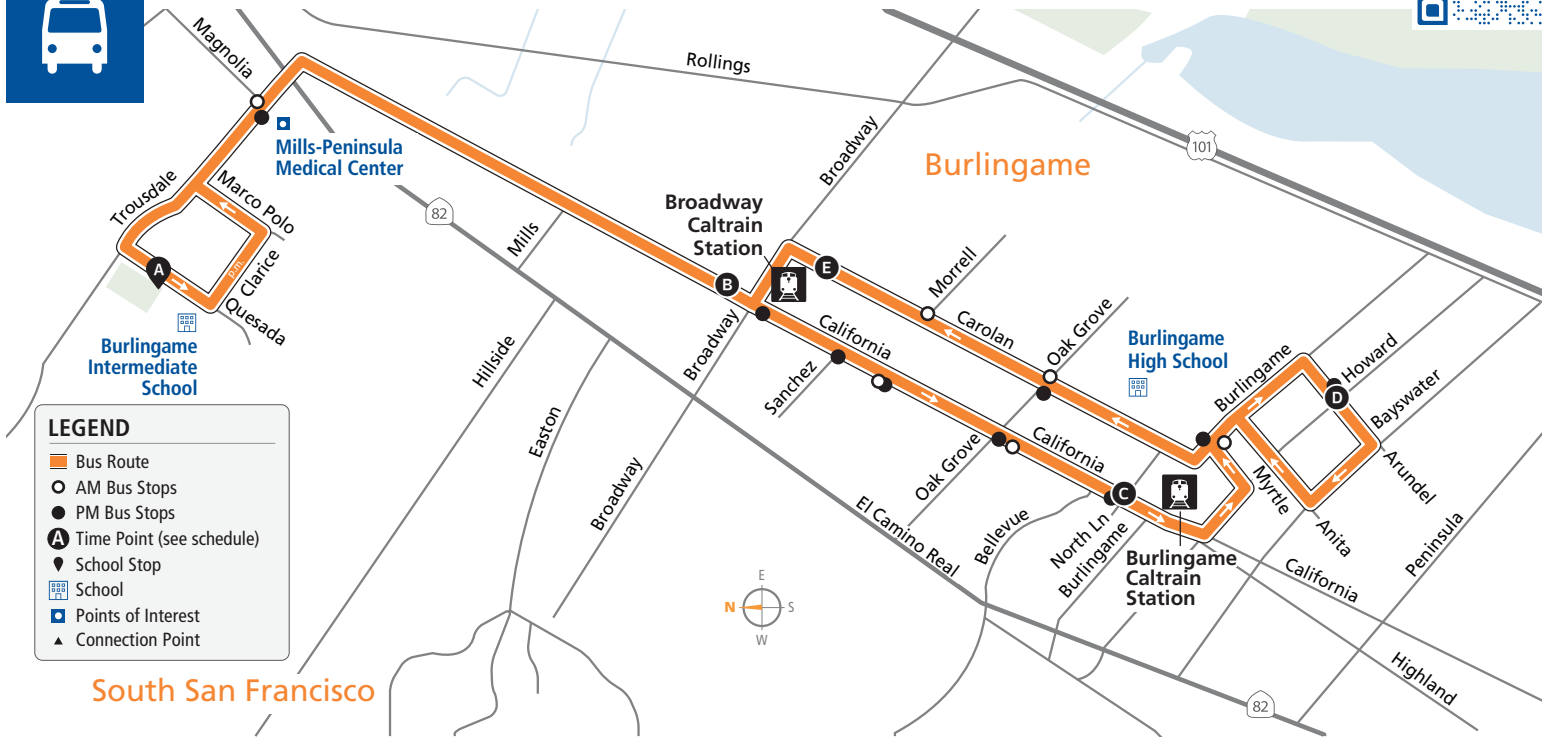 Magnolia
Rollings
Broadway
101
Burlingame
Mills-Peninsula
Medical Center
Trousdale
Marco Polo
82
Mills
Broadway
Caltrain
Station
A
p.m.
Clarice
Quesada
B
E
Morrell
Burlingame
Intermediate
School
Hillside
Broadway
California
Carolan
Oak Grove
Burlingame
High School
Burlingame
Howard
D
Bayswater
Sanchez
LEGEND
Bus Route
AM Bus Stops
PM Bus Stops
A Time Point (see schedule)
School Stop
School
Points of Interest
Connection Point
Easton
Broadway
Oak Grove
California
C
Myrtle
Arundel
Anita
Peninsula
El Camino Real
Bellevue
North Ln
Burlingame
Burlingame
Caltrain
Station
California
Highland
E
N
S
W
82
South San Francisco